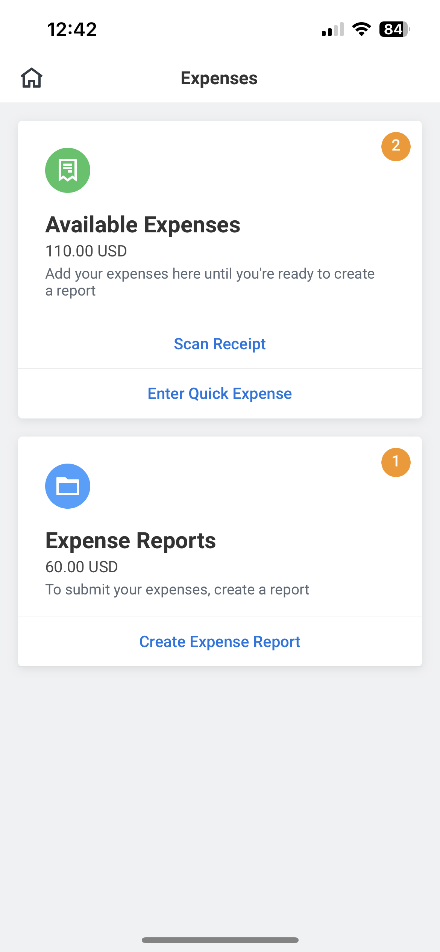 12:42
84
Expenses
2
Available Expenses
110.00 USD
Add your expenses here until you're ready to create
a report
Scan Receipt
Enter Quick Expense
1
Expense Reports
60.00 USD
To submit your expenses, create a report
Create Expense Report